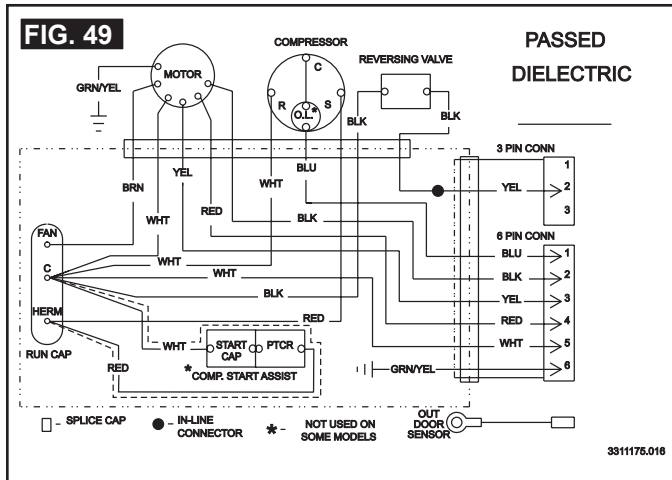 FIG. 49
PASSED
DIELECTRIC
COMPRESSOR
REVERSING VALVE
MOTOR
GRN/YEL
C
R
S
O.L.*
BLK
BLK
3 PIN CONN
1
YEL
2
3
BRN
WHT
YEL
RED
WHT
BLU
BLK
6 PIN CONN
BLU
1
BLK
2
YEL
3
RED
4
WHT
5
GRN/YEL
6
FAN
C
HERM
RUN CAP
WHT
WHT
BLK
RED
WHT
RED
START
CAP
PTCR
* COMP. START ASSIST
- SPLICE CAP
- IN-LINE
CONNECTOR
* - NOT USED ON
SOME MODELS
OUT
DOOR
SENSOR
3311175.016